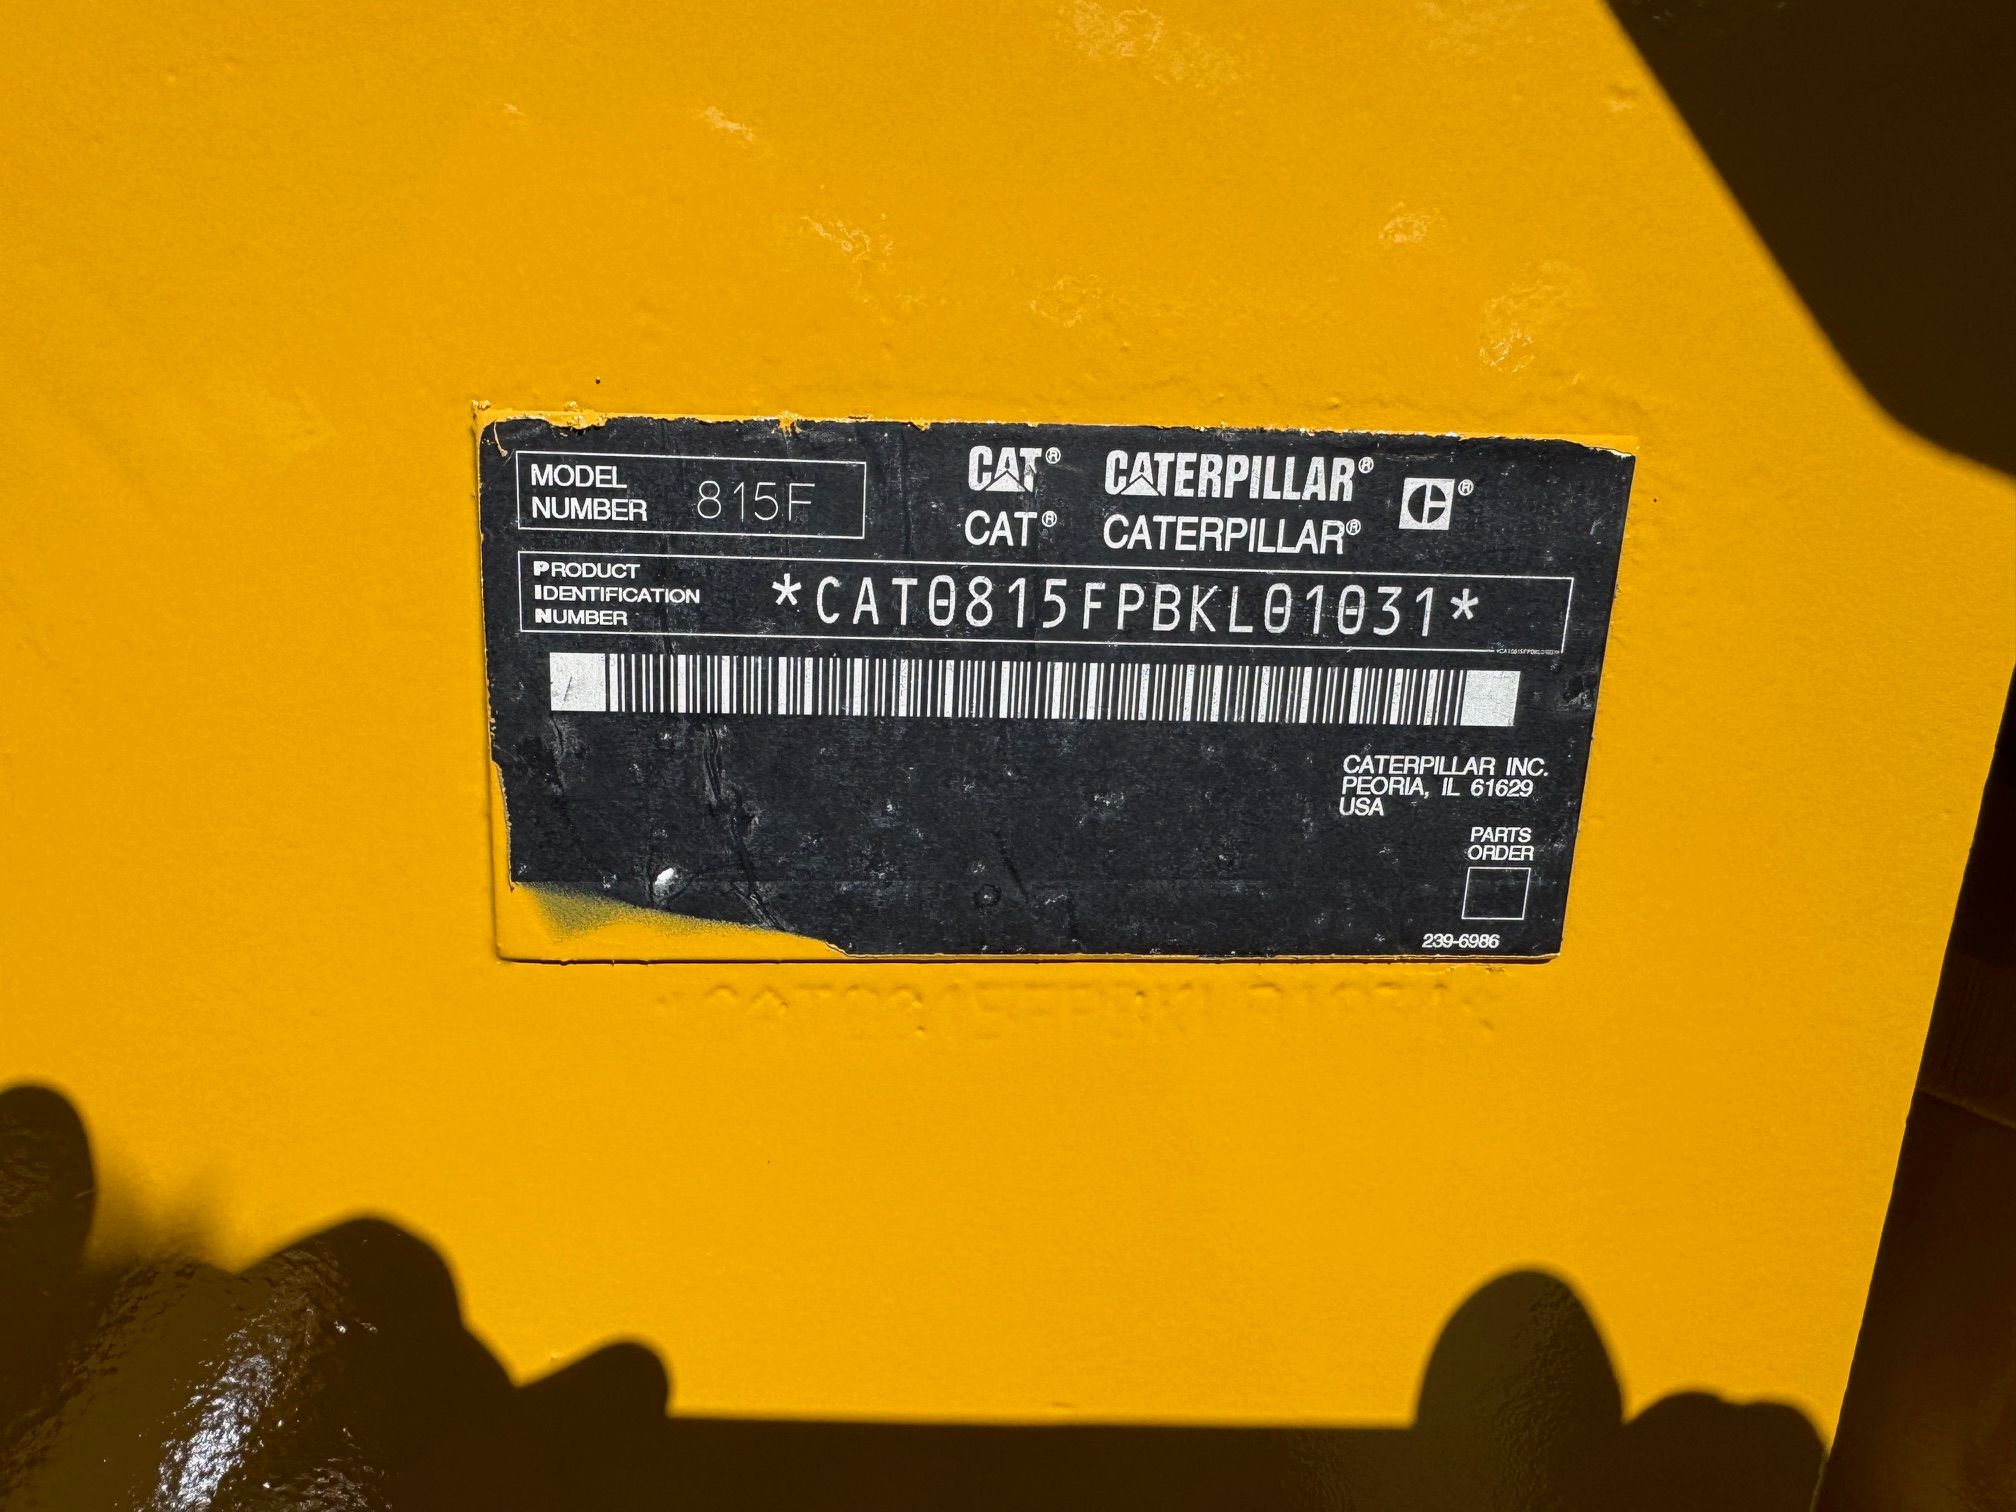 MODEL
NUMBER 815F
CAT® CATERPILLAR® ®
CAT® CATERPILLAR®
PRODUCT
IDENTIFICATION
NUMBER
*CAT0815FPBKL01031*
CATERPILLAR INC.
PEORIA, IL 61629
USA
PARTS
ORDER
239-6986